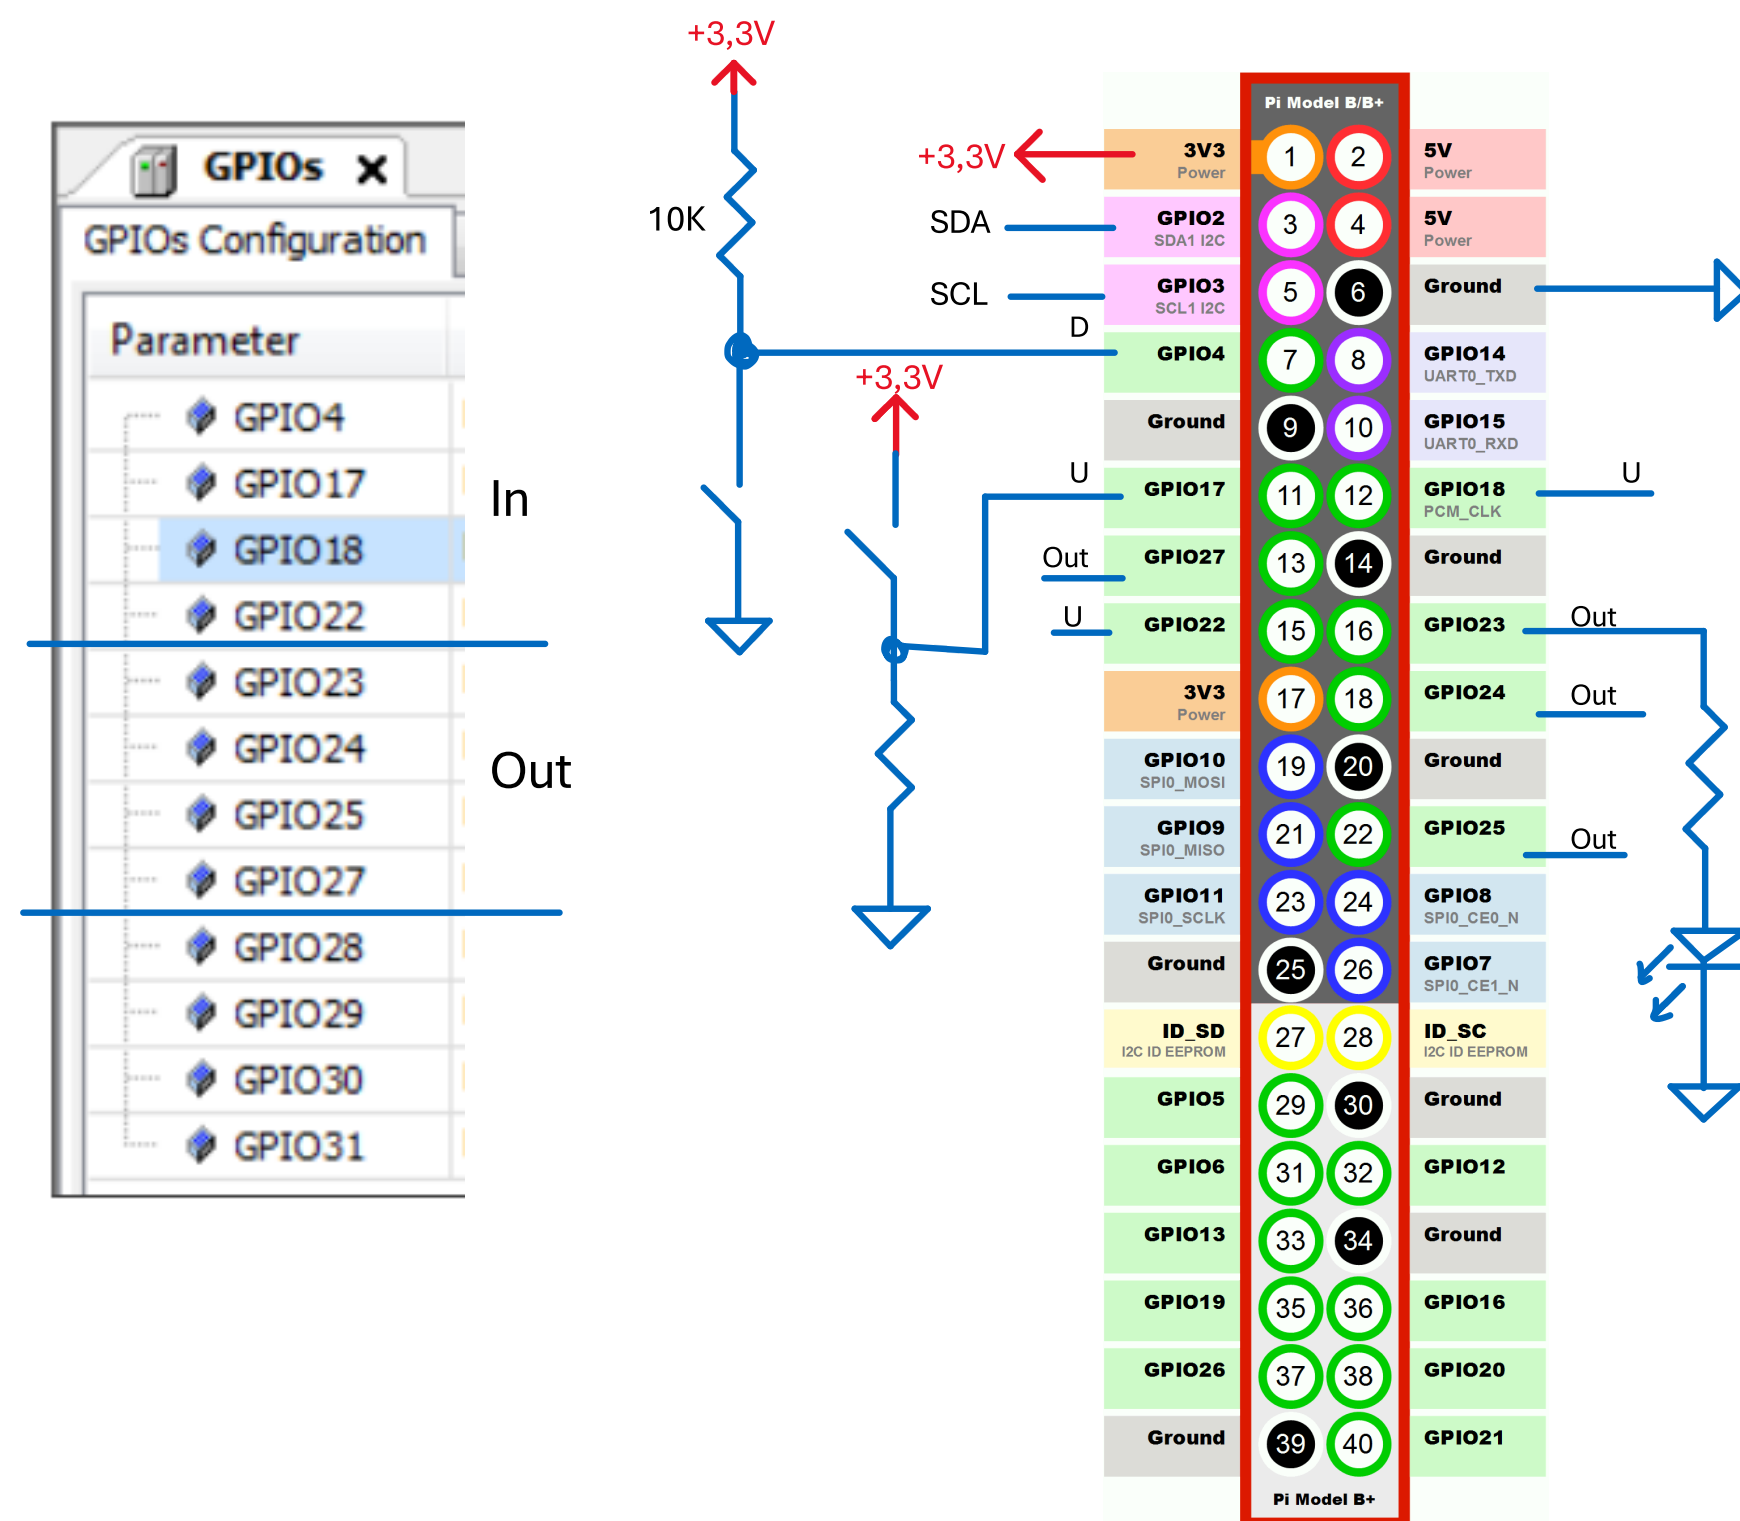 GPIOs
GPIOs Configuration
Parameter
GPIO4
GPIO17
GPIO18
GPIO22
GPIO23
GPIO24
GPIO25
GPIO27
GPIO28
GPIO29
GPIO30
GPIO31
In
Out
+3,3V
10K
+3,3V
+3,3V
SDA
SCL
D
U
Out
U
Pi Model B/B+
3V3
Power
1
2
5V
Power
GPIO2
SDA1 I2C
3
4
5V
Power
GPIO3
SCL1 I2C
5
6
Ground
GPIO4
7
8
GPIO14
UART0_TXD
Ground
9
10
GPIO15
UART0_RXD
GPIO17
11
12
GPIO18
PCM_CLK
U
GPIO27
13
14
Ground
GPIO22
15
16
GPIO23
Out
3V3
Power
17
18
GPIO24
Out
GPIO10
SPI0_MOSI
19
20
Ground
GPIO9
SPI0_MISO
21
22
GPIO25
Out
GPIO11
SPI0_SCLK
23
24
GPIO8
SPI0_CE0_N
Ground
25
26
GPIO7
SPI0_CE1_N
ID_SD
I2C ID EEPROM
27
28
ID_SC
I2C ID EEPROM
GPIO5
29
30
Ground
GPIO6
31
32
GPIO12
GPIO13
33
34
Ground
GPIO19
35
36
GPIO16
GPIO26
37
38
GPIO20
Ground
39
40
GPIO21
Pi Model B+